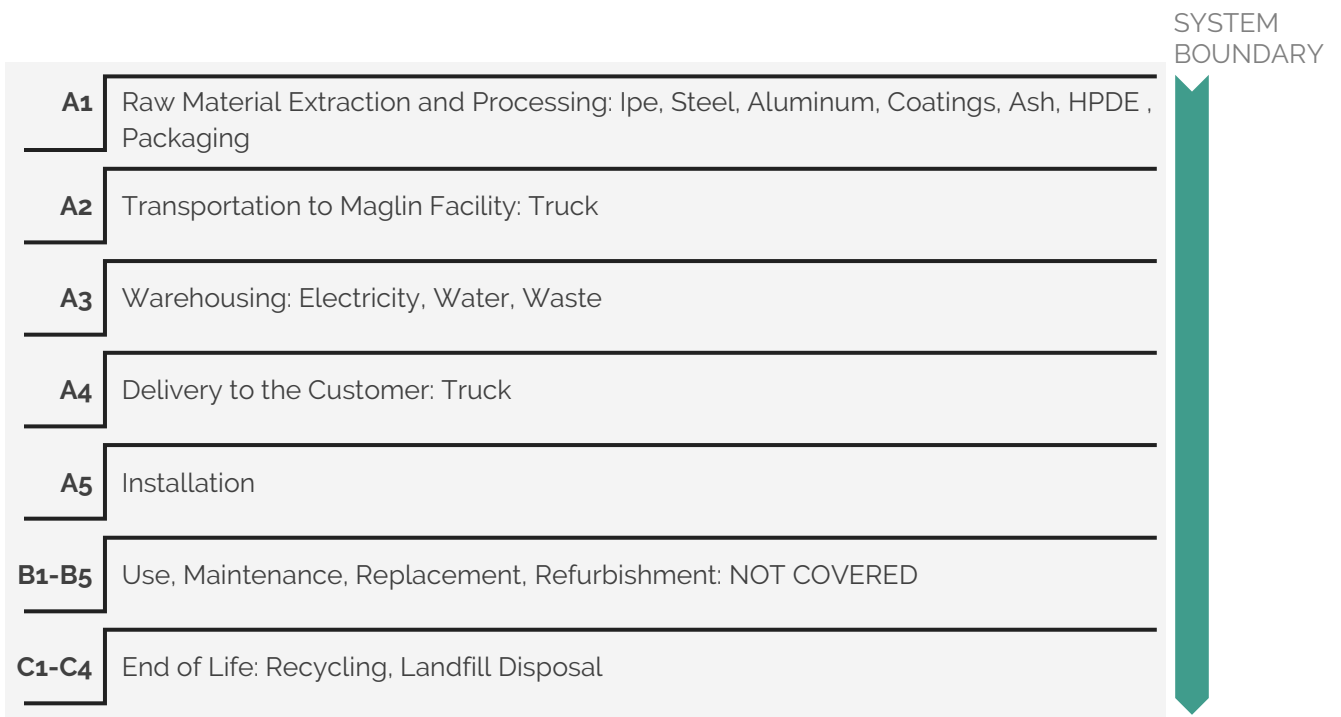 SYSTEM
BOUNDARY
A1 Raw Material Extraction and Processing: Ipe, Steel, Aluminum, Coatings, Ash, HPDE ,
Packaging
A2 Transportation to Maglin Facility: Truck
A3 Warehousing: Electricity, Water, Waste
A4 Delivery to the Customer: Truck
A5 Installation
B1-B5 Use, Maintenance, Replacement, Refurbishment: NOT COVERED
C1-C4 End of Life: Recycling, Landfill Disposal